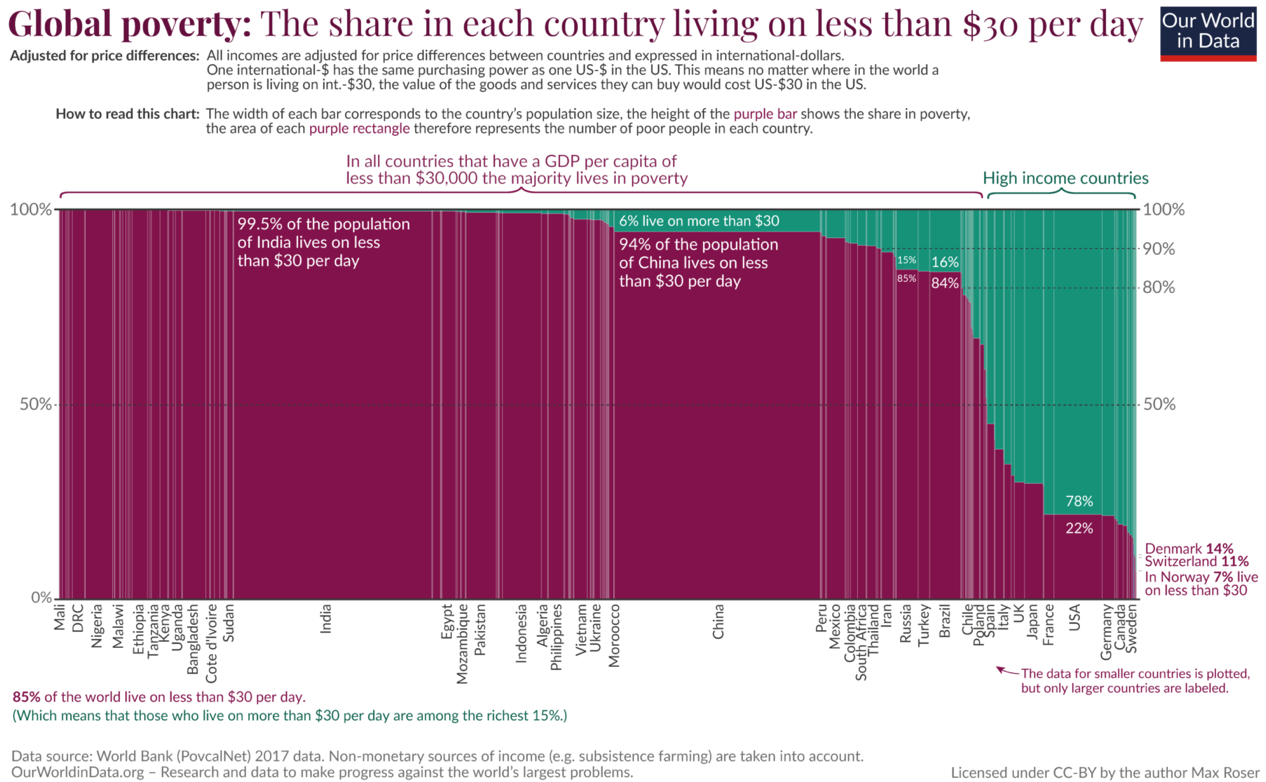 Global poverty: The share in each country living on less than $30 per day
Our World
in Data
Adjusted for price differences: All incomes are adjusted for price differences between countries and expressed in international-dollars.
One international-$ has the same purchasing power as one US-$ in the US. This means no matter where in the world a
person is living on int.-$30, the value of the goods and services they can buy would cost US-$30 in the US.
How to read this chart: The width of each bar corresponds to the country's population size, the height of the purple bar shows the share in poverty,
the area of each purple rectangle therefore represents the number of poor people in each country.
In all countries that have a GDP per capita of
less than $30,000 the majority lives in poverty
High income countries
100%
50%
0%
99.5% of the population
of India lives on less
than $30 per day
6% live on more than $30
94% of the population
of China lives on less
than $30 per day
15%
85%
16%
84%
78%
22%
100%
90%
80%
50%
Denmark 14%
Switzerland 11%
In Norway 7% live
on less than $30
Mali
DRC
Nigeria
Malawi
Ethiopia
Tanzania
Kenya
Uganda
Bangladesh
Cote d'Ivoire
Sudan
India
Egypt
Mozambique
Pakistan
Indonesia
Algeria
Philippines
Vietnam
Ukraine
Moroocco
China
Peru
Mexico
Colombia
South Africa
Thailand
Iran
Russia
Turkey
Brazil
Chile
Poland
Spain
Italy
UK
Japan
France
USA
Germany
Canada
Sweden
The data for smaller countries is plotted,
but only larger countries are labeled.
85% of the world live on less than $30 per day.
(Which means that those who live on more than $30 per day are among the richest 15%.)
Data source: World Bank (PovcalNet) 2017 data. Non-monetary sources of income (e.g. subsistence farming) are taken into account.
OurWorldinData.org – Research and data to make progress against the world's largest problems.
Licensed under CC-BY by the author Max Roser